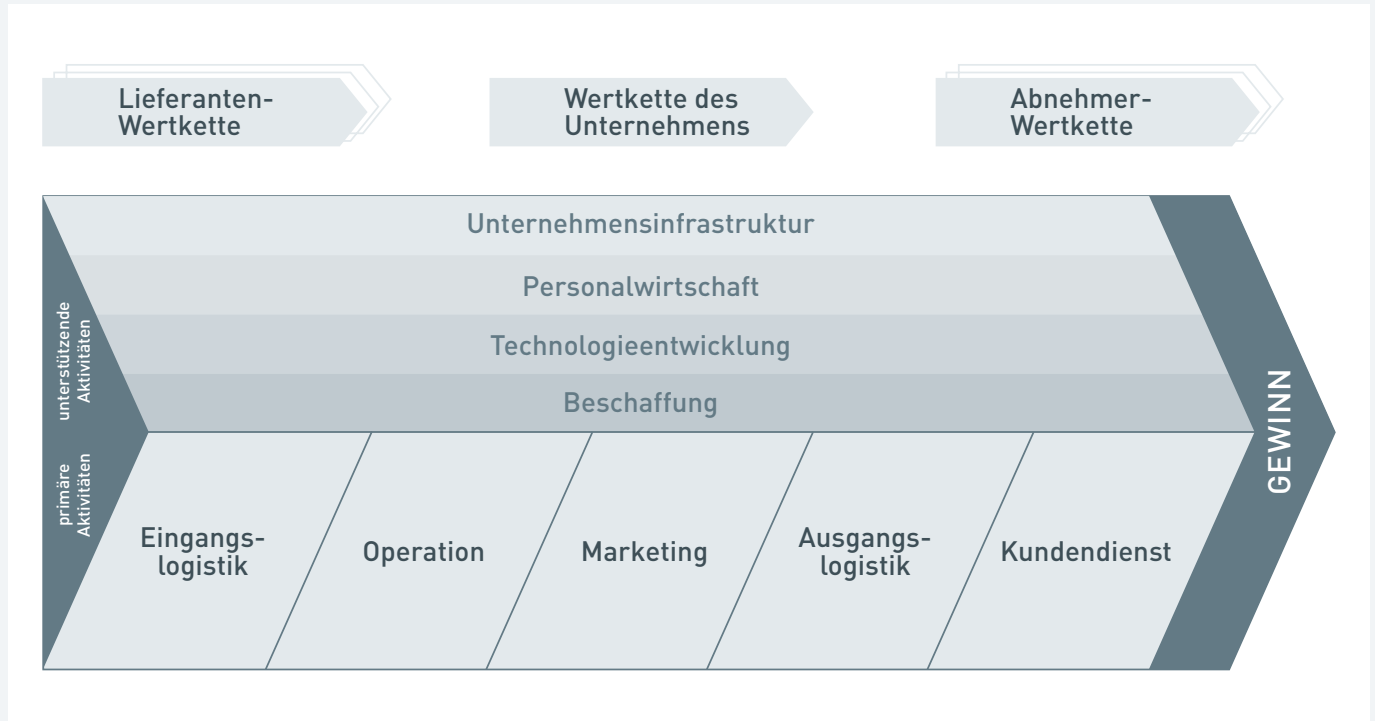 Lieferanten-
Wertkette
Wertkette des
Unternehmens
Abnehmer-
Wertkette
Unternehmensinfrastruktur
Personalwirtschaft
Technologieentwicklung
Beschaffung
unterstützende
Aktivitäten
primäre
Aktivitäten
Eingangs-
logistik
Operation
Marketing
Ausgangs-
logistik
Kundendienst
GEWINN